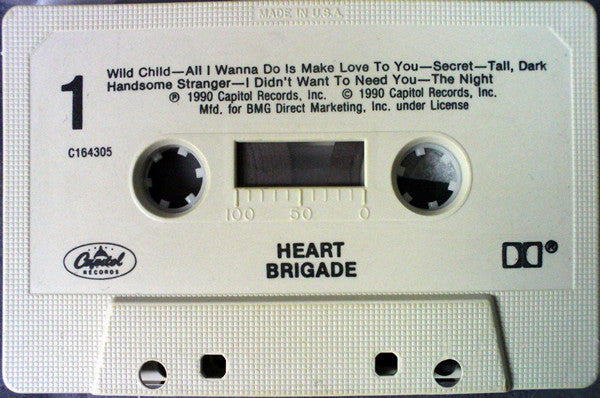 MADE IN U.S.A.
1
Wild Child—All I Wanna Do Is Make Love To You—Secret—Tall, Dark
Handsome Stranger—I Didn't Want To Need You—The Night
℗ 1990 Capitol Records, Inc. © 1990 Capitol Records, Inc.
Mfd. for BMG Direct Marketing, Inc. under License
C164305
100 50 0
HEART
BRIGADE
Capitol
RECORDS
®